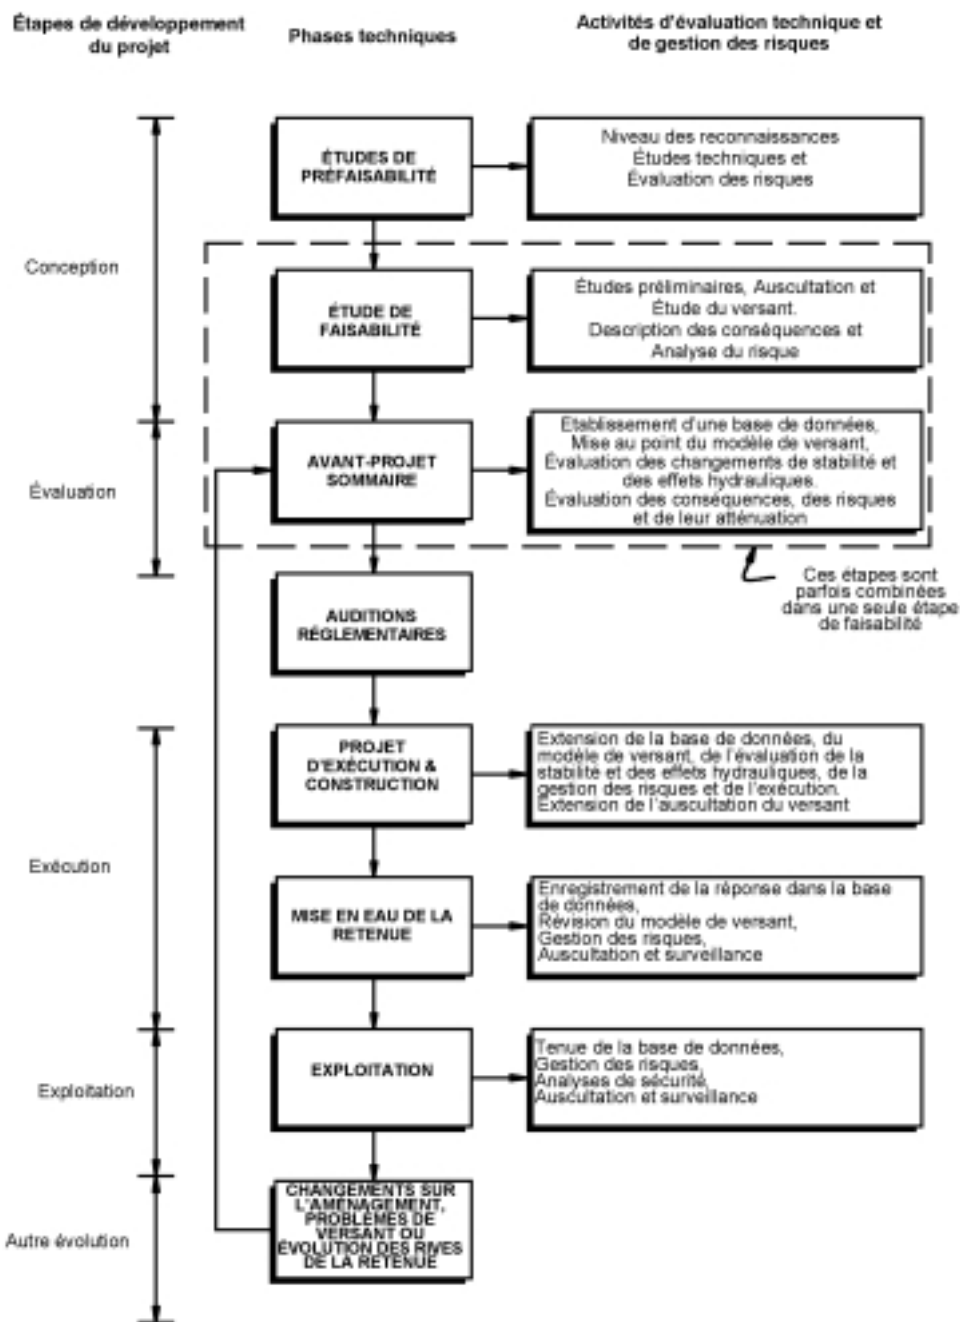 Étapes de développement
du projet
Phases techniques
Activités d'évaluation technique et
de gestion des risques
Conception
ÉTUDES DE
PRÉFAISABILITÉ
Niveau des reconnaissances
Études techniques et
Évaluation des risques
ÉTUDE DE
FAISABILITÉ
Études préliminaires, Auscultation et
Étude du versant.
Description des conséquences et
Analyse du risque
Évaluation
AVANT-PROJET
SOMMAIRE
Etablissement d'une base de données,
Mise au point du modèle de versant,
Évaluation des changements de stabilité et
des effets hydrauliques.
Évaluation des conséquences, des risques
et de leur atténuation
Ces étapes sont
parfois combinées
dans une seule étape
de faisabilité
AUDITIONS
RÉGLEMENTAIRES
Exécution
PROJET
D'EXÉCUTION &
CONSTRUCTION
Extension de la base de données, du
modèle de versant, de l'évaluation de la
stabilité et des effets hydrauliques, de la
gestion des risques et de l'exécution.
Extension de l'auscultation du versant
MISE EN EAU DE LA
RETENUE
Enregistrement de la réponse dans la base
de données,
Révision du modèle de versant,
Gestion des risques,
Auscultation et surveillance
Exploitation
EXPLOITATION
Tenue de la base de données,
Gestion des risques,
Analyses de sécurité,
Auscultation et surveillance
Autre évolution
CHANGEMENTS SUR
L'AMÉNAGEMENT,
PROBLÈMES DE
VERSANT OU
ÉVOLUTION DES RIVES
DE LA RETENUE